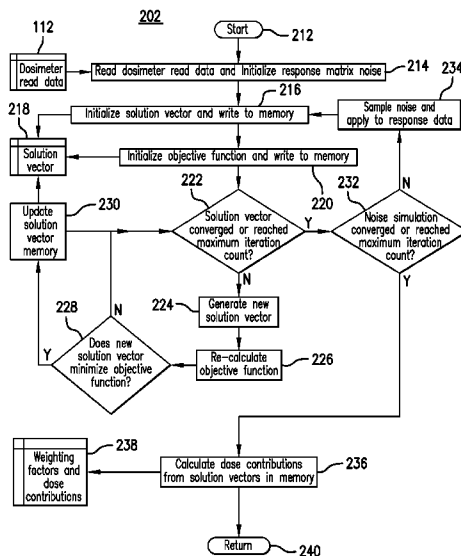 202
112
Start
212
Dosimeter
read data
Read dosimeter read data and Initialize response matrix noise
214
234
218
216
Initialize solution vector and write to memory
Sample noise and
apply to response data
Solution
vector
Initialize objective function and write to memory
220
222
232
N
Update
solution
vector
memory
230
Solution vector
converged or reached
maximum iteration
count?
Y
Noise simulation
converged or reached
maximum iteration
count?
N
Y
224
Generate new
solution vector
228
N
Y
Does new
solution vector
minimize objective
function?
Re-calculate
objective function
226
238
Weighting
factors and
dose
contributions
Calculate dose contributions
from solution vectors in memory
236
Return
240